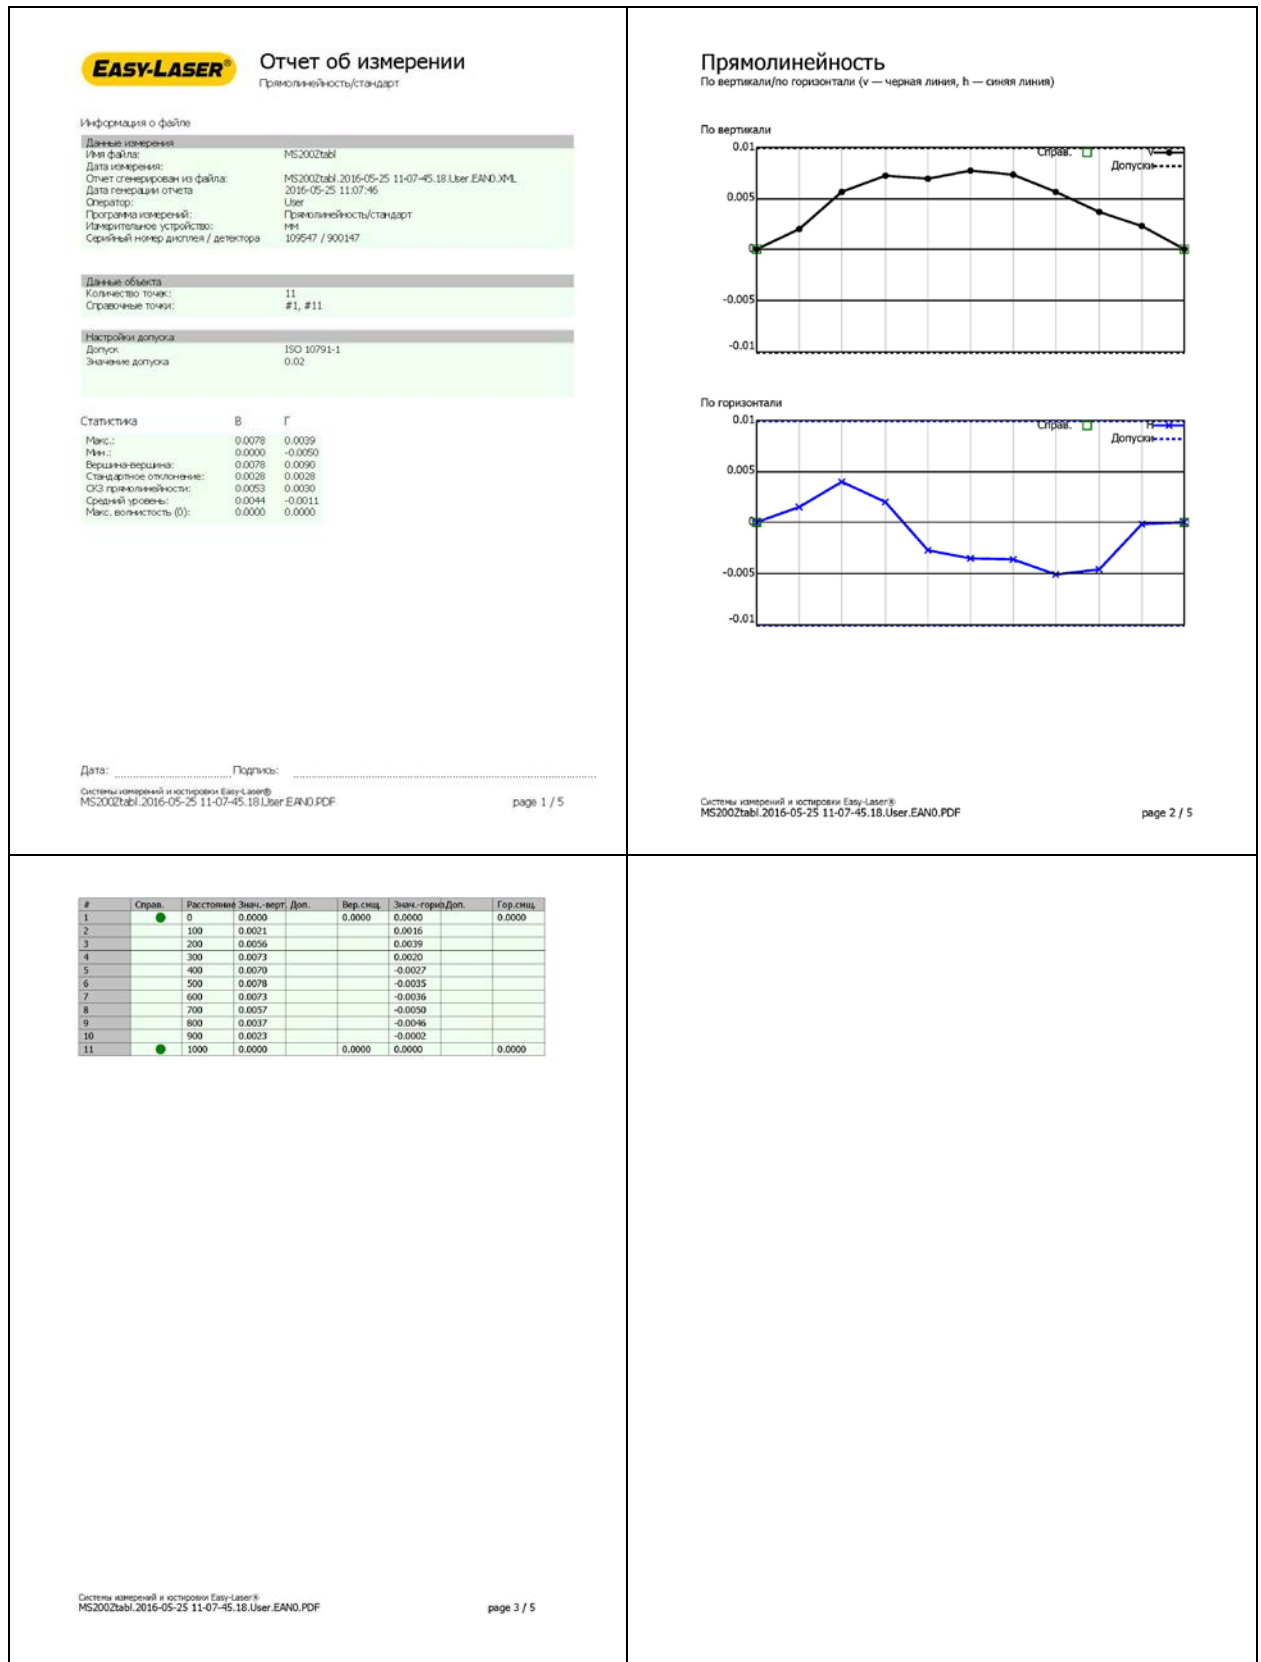 EASY-LASER®
Отчет об измерении
Прямолинейность/стандарт
Информация о файле
Данные измерения
Имя файла: MS200Ztabl
Дата измерения:
Отчет сгенерирован из файла: MS200Ztabl.2016-05-25 11-07-45.18.User.EAN0.XML
Дата генерации отчета 2016-05-25 11:07:46
Оператор: User
Программа измерений: Прямолинейность/стандарт
Измерительное устройство: мм
Серийный номер дисплея / детектора 109547 / 900147
Данные объекта
Количество точек: 11
Справочные точки: #1, #11
Настройки допуска
Допуск ISO 10791-1
Значение допуска 0.02
Статистика В Г
Макс.: 0.0078 0.0039
Мин.: 0.0000 -0.0050
Вершина-вершина: 0.0078 0.0090
Стандартное отклонение: 0.0028 0.0028
СКЗ прямолинейности: 0.0053 0.0030
Средний уровень: 0.0044 -0.0011
Макс. волнистость (0): 0.0000 0.0000
Дата: Подпись:
Системы измерений и юстировки Easy-Laser®
MS200Ztabl.2016-05-25 11-07-45.18.User.EAN0.PDF page 1 / 5
Прямолинейность
По вертикали/по горизонтали (v — черная линия, h — синяя линия)
По вертикали
0.01
Справ. V
Допуски
0.005
0
-0.005
-0.01
По горизонтали
0.01
Справ. H
Допуски
0.005
0
-0.005
-0.01
Системы измерений и юстировки Easy-Laser®
MS200Ztabl.2016-05-25 11-07-45.18.User.EAN0.PDF page 2 / 5
# Справ. Расстояние Знач.-верт. Доп. Вер.смщ. Знач.-гориз Доп. Гор.смщ.
1 0 0.0000 0.0000 0.0000 0.0000
2 100 0.0021 0.0016
3 200 0.0056 0.0039
4 300 0.0073 0.0020
5 400 0.0070 -0.0027
6 500 0.0078 -0.0035
7 600 0.0073 -0.0036
8 700 0.0057 -0.0050
9 800 0.0037 -0.0046
10 900 0.0023 -0.0002
11 1000 0.0000 0.0000 0.0000 0.0000
Системы измерений и юстировки Easy-Laser®
MS200Ztabl.2016-05-25 11-07-45.18.User.EAN0.PDF page 3 / 5